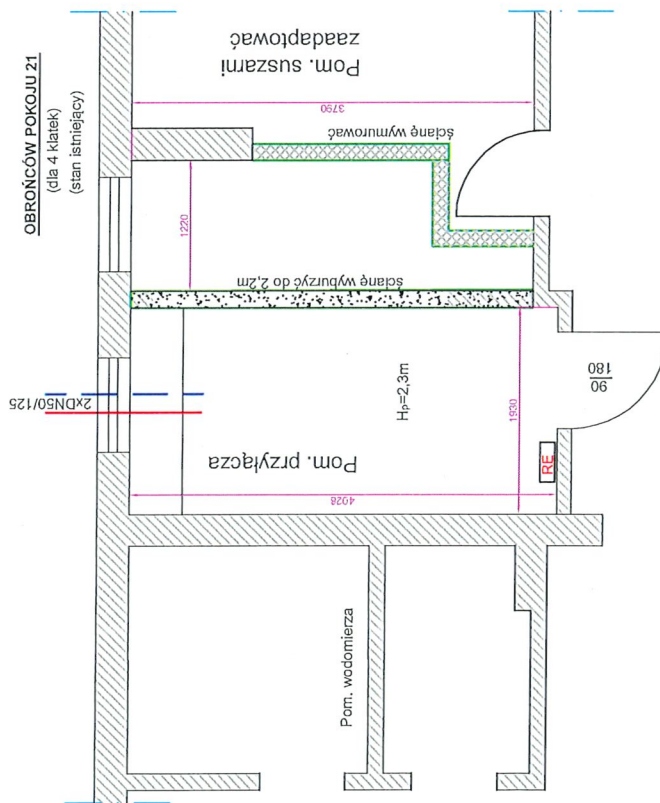 OBROŃCÓW POKOJU 21
(dla 4 klatek)
(stan istniejący)
Pom. suszarni
zaadaptować
3790
ścianę wymurować
1220
ścianę wyburzyć do 2,2m
2xDN50/125
Hp=2,3m
1930
90
180
Pom. przyłącza
RE
4028
Pom. wodomierza